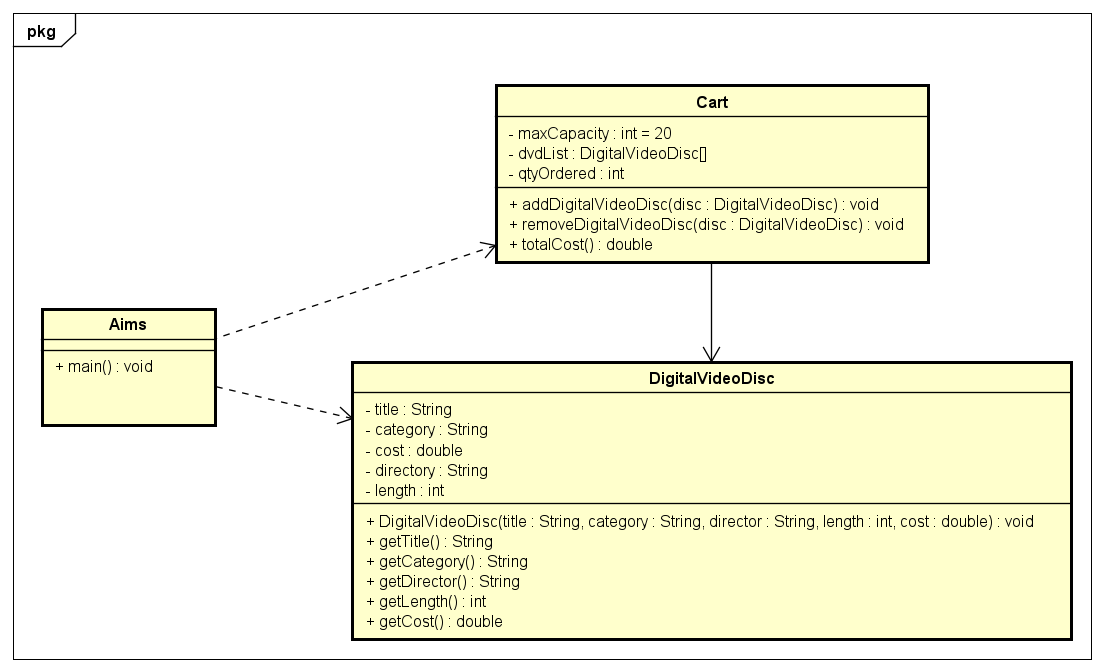 pkg
Cart
- maxCapacity : int = 20
- dvdList : DigitalVideoDisc[]
- qtyOrdered : int
+ addDigitalVideoDisc(disc : DigitalVideoDisc) : void
+ removeDigitalVideoDisc(disc : DigitalVideoDisc) : void
+ totalCost() : double
Aims
+ main() : void
DigitalVideoDisc
- title : String
- category : String
- cost : double
- directory : String
- length : int
+ DigitalVideoDisc(title : String, category : String, director : String, length : int, cost : double) : void
+ getTitle() : String
+ getCategory() : String
+ getDirector() : String
+ getLength() : int
+ getCost() : double